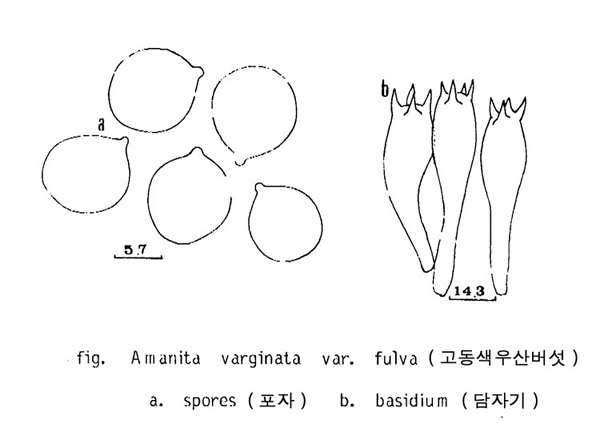 a
b
5.7
14.3
fig. Amanita varginata var. fulva (고동색우산버섯)
a. spores (포자) b. basidium (담자기)